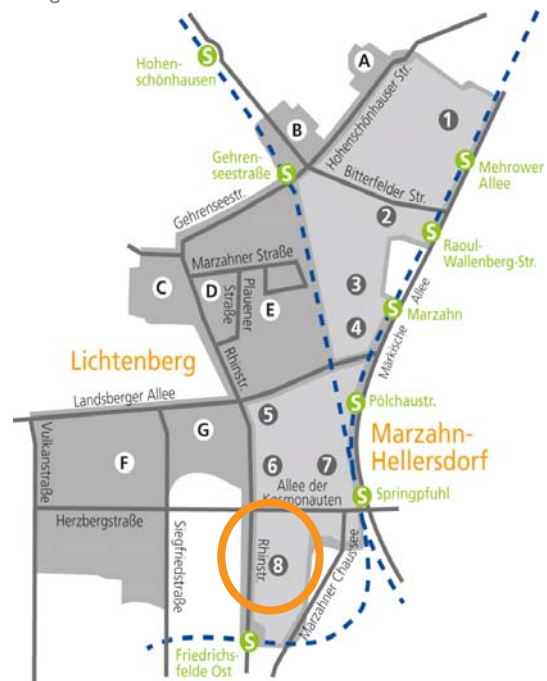 Hohen-
schönhausen
S
A
Hohenschönhauser Str.
1
B
S
Mehrower
Allee
Gehren-
seestraße
S
Bitterfelder Str.
Gehrenseestr.
2
S
Raoul-
Wallenberg-Str.
Marzahner Straße
C
D
Plauener
Straße
E
3
S
Marzahn
4
Märkische Allee
Lichtenberg
Rhinstr.
Landsberger Allee
S
Pölchaustr.
5
Marzahn-
Hellersdorf
G
F
Vulkanstraße
6
7
Allee der
Kosmonauten
S
Springpfuhl
Herzbergstraße
Siegfriedstraße
Rhinstr.
8
Marzahner Chaussee
S
Friedrichs-
felde Ost